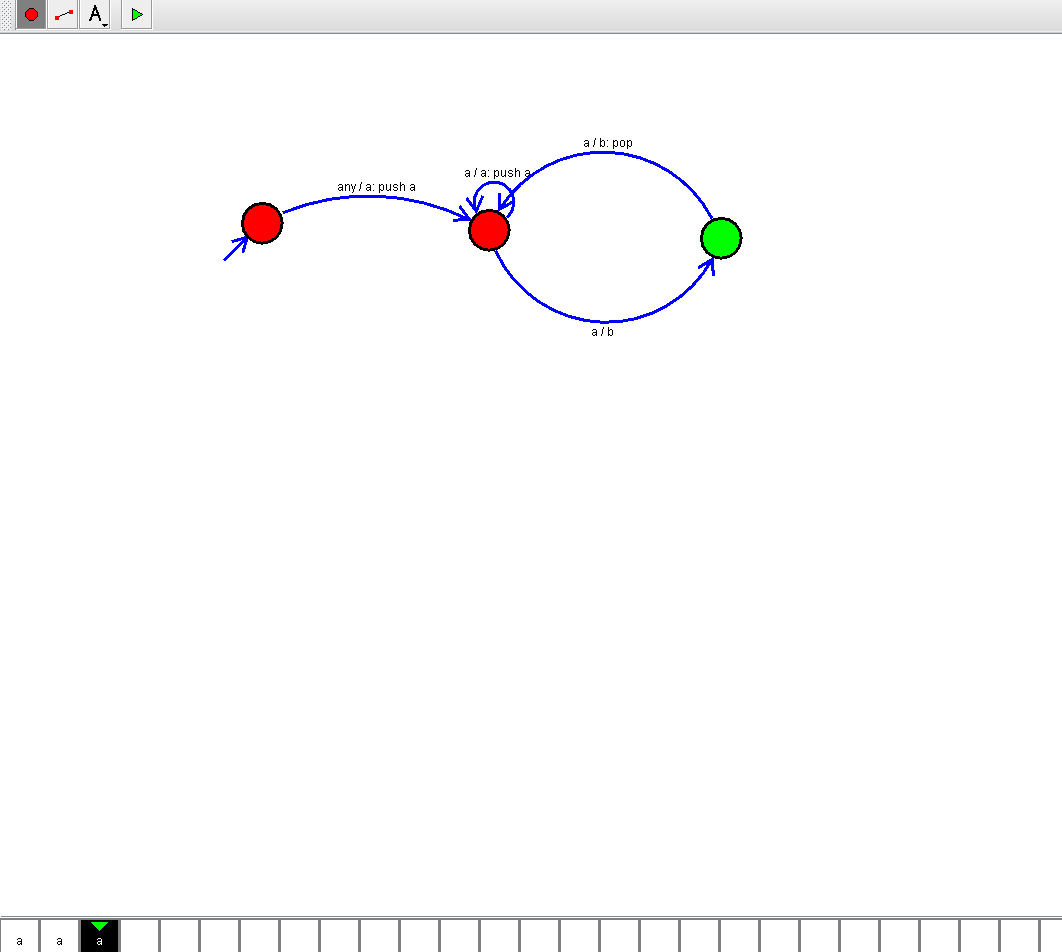 A
a / b: pop
a / a: push a
any / a: push a
a / b
a a a